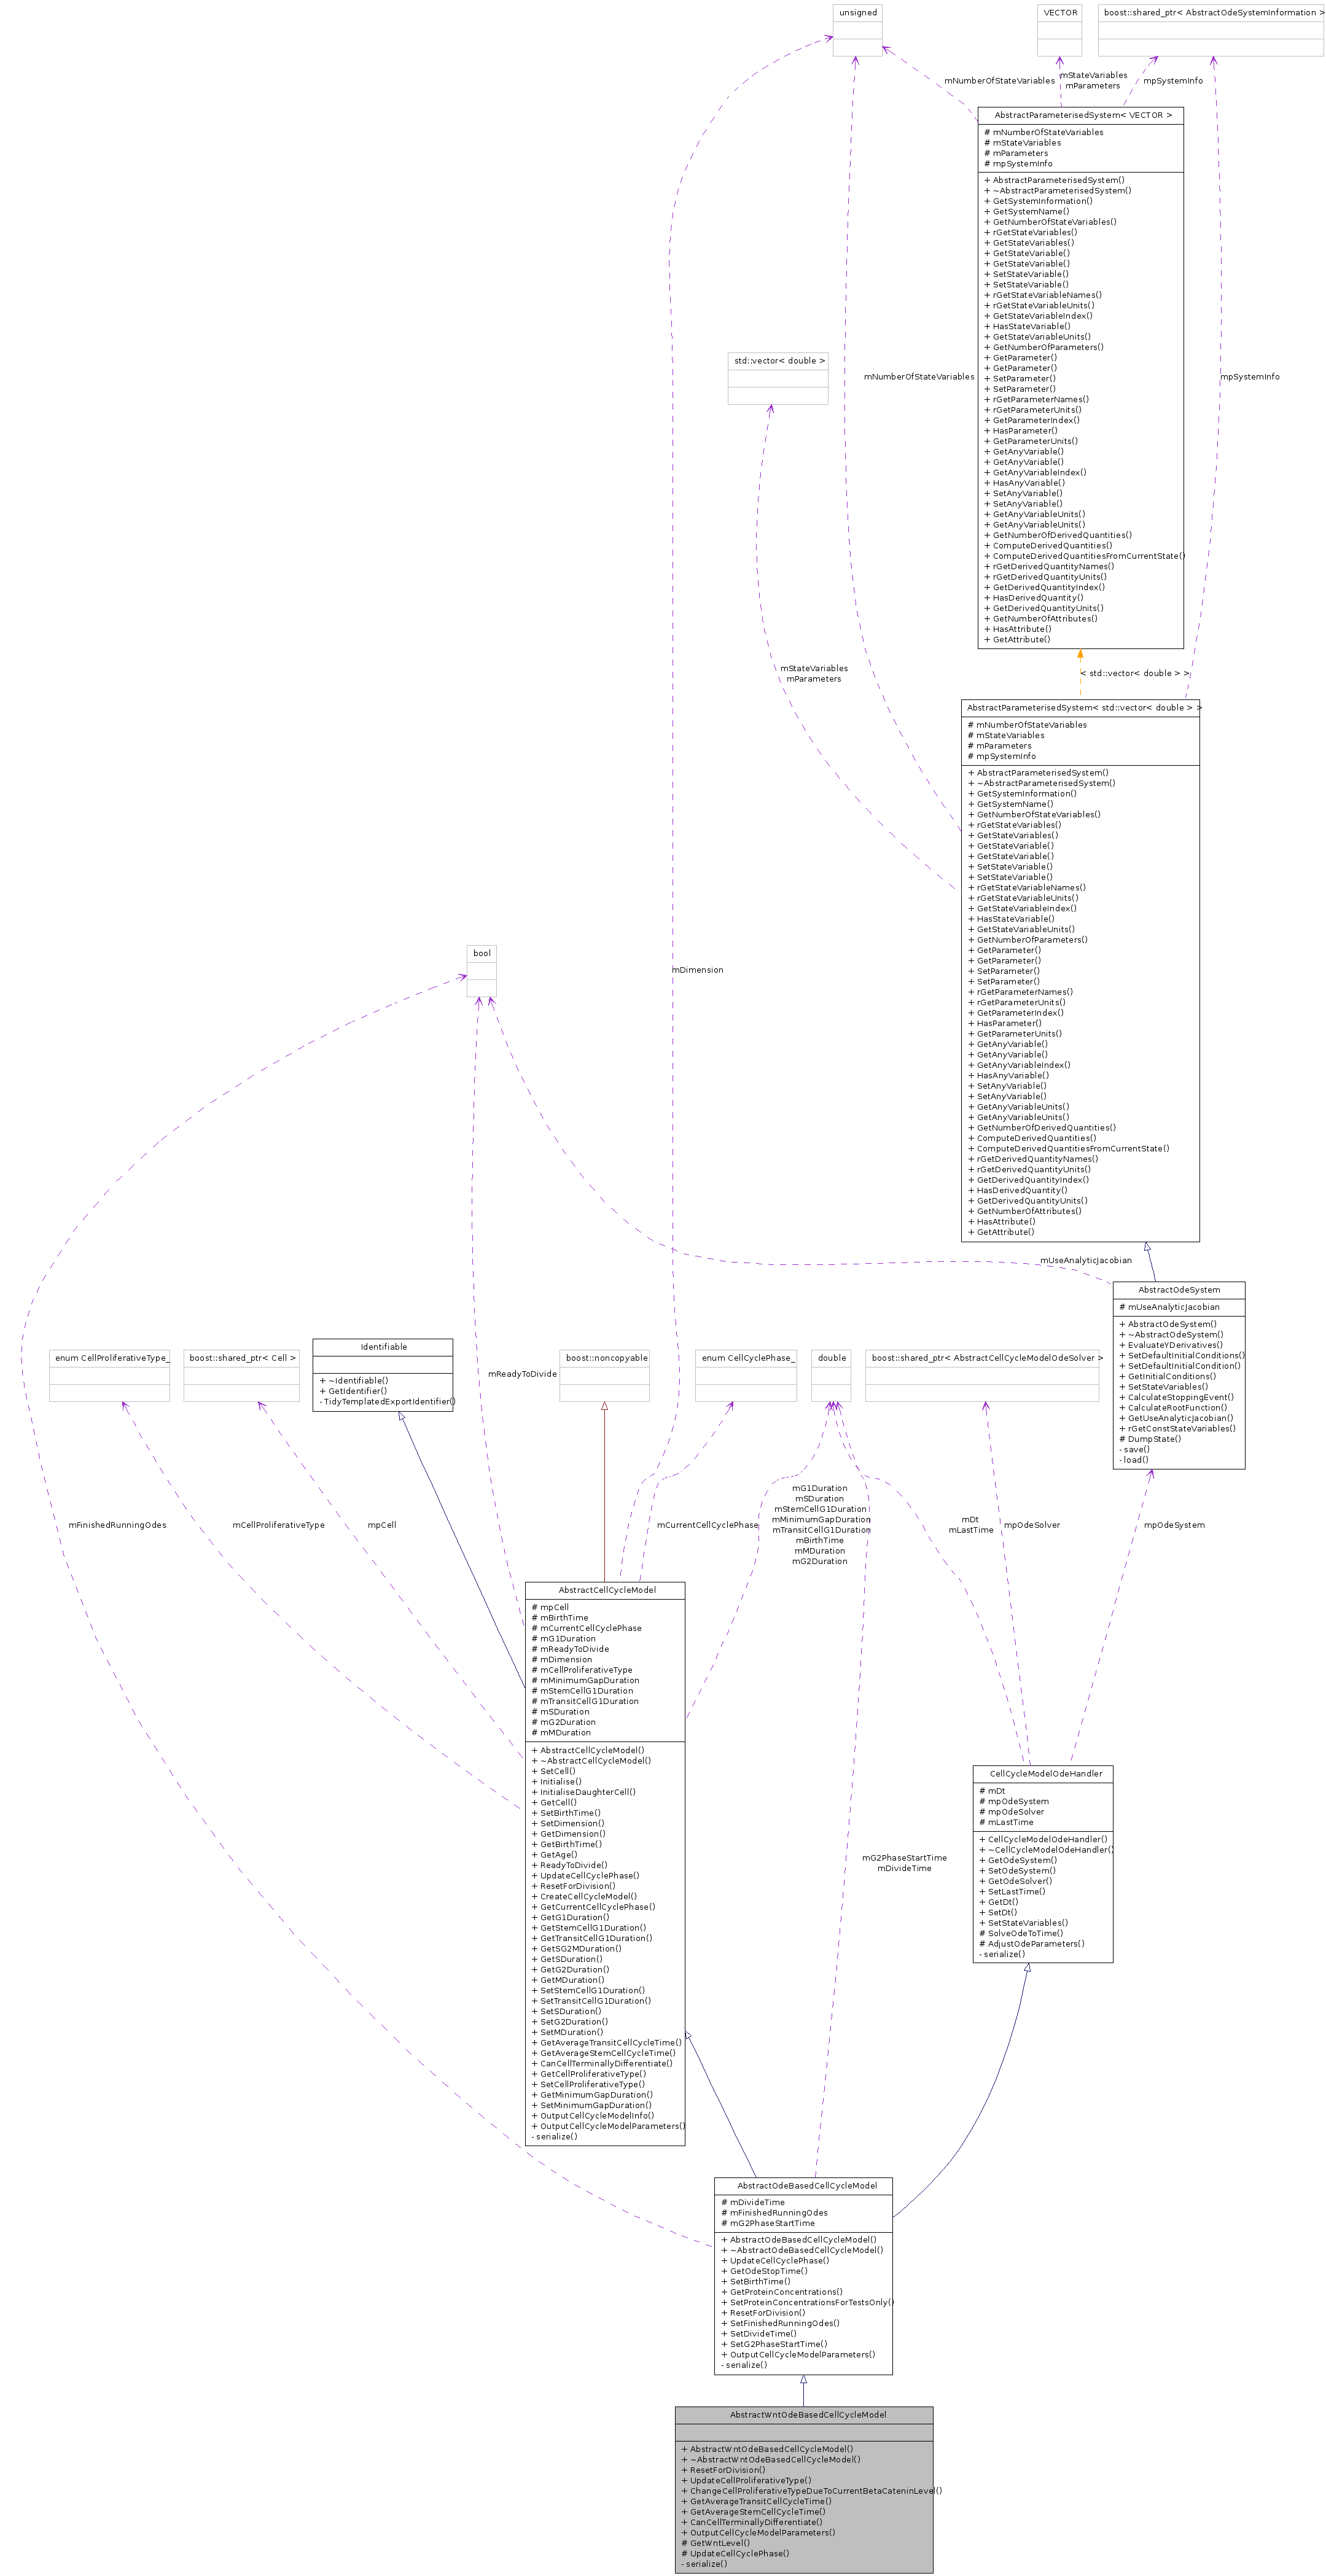 unsigned
VECTOR
boost::shared_ptr< AbstractOdeSystemInformation >
mNumberOfStateVariables
mStateVariables
mParameters
mpSystemInfo
AbstractParameterisedSystem< VECTOR >
# mNumberOfStateVariables
# mStateVariables
# mParameters
# mpSystemInfo
+ AbstractParameterisedSystem()
+ ~AbstractParameterisedSystem()
+ GetSystemInformation()
+ GetSystemName()
+ GetNumberOfStateVariables()
+ rGetStateVariables()
+ GetStateVariables()
+ GetStateVariable()
+ GetStateVariable()
+ SetStateVariable()
+ SetStateVariable()
+ rGetStateVariableNames()
+ rGetStateVariableUnits()
+ GetStateVariableIndex()
+ HasStateVariable()
+ GetStateVariableUnits()
+ GetNumberOfParameters()
+ GetParameter()
+ GetParameter()
+ SetParameter()
+ SetParameter()
+ rGetParameterNames()
+ rGetParameterUnits()
+ GetParameterIndex()
+ HasParameter()
+ GetParameterUnits()
+ GetAnyVariable()
+ GetAnyVariable()
+ GetAnyVariableIndex()
+ HasAnyVariable()
+ SetAnyVariable()
+ SetAnyVariable()
+ GetAnyVariableUnits()
+ GetAnyVariableUnits()
+ GetNumberOfDerivedQuantities()
+ ComputeDerivedQuantities()
+ ComputeDerivedQuantitiesFromCurrentState()
+ rGetDerivedQuantityNames()
+ rGetDerivedQuantityUnits()
+ GetDerivedQuantityIndex()
+ HasDerivedQuantity()
+ GetDerivedQuantityUnits()
+ GetNumberOfAttributes()
+ HasAttribute()
+ GetAttribute()
std::vector< double >
mNumberOfStateVariables
mpSystemInfo
mStateVariables
mParameters
< std::vector< double > >
AbstractParameterisedSystem< std::vector< double > >
# mNumberOfStateVariables
# mStateVariables
# mParameters
# mpSystemInfo
+ AbstractParameterisedSystem()
+ ~AbstractParameterisedSystem()
+ GetSystemInformation()
+ GetSystemName()
+ GetNumberOfStateVariables()
+ rGetStateVariables()
+ GetStateVariables()
+ GetStateVariable()
+ GetStateVariable()
+ SetStateVariable()
+ SetStateVariable()
+ rGetStateVariableNames()
+ rGetStateVariableUnits()
+ GetStateVariableIndex()
+ HasStateVariable()
+ GetStateVariableUnits()
+ GetNumberOfParameters()
+ GetParameter()
+ GetParameter()
+ SetParameter()
+ SetParameter()
+ rGetParameterNames()
+ rGetParameterUnits()
+ GetParameterIndex()
+ HasParameter()
+ GetParameterUnits()
+ GetAnyVariable()
+ GetAnyVariable()
+ GetAnyVariableIndex()
+ HasAnyVariable()
+ SetAnyVariable()
+ SetAnyVariable()
+ GetAnyVariableUnits()
+ GetAnyVariableUnits()
+ GetNumberOfDerivedQuantities()
+ ComputeDerivedQuantities()
+ ComputeDerivedQuantitiesFromCurrentState()
+ rGetDerivedQuantityNames()
+ rGetDerivedQuantityUnits()
+ GetDerivedQuantityIndex()
+ HasDerivedQuantity()
+ GetDerivedQuantityUnits()
+ GetNumberOfAttributes()
+ HasAttribute()
+ GetAttribute()
bool
mDimension
mUseAnalyticJacobian
AbstractOdeSystem
# mUseAnalyticJacobian
+ AbstractOdeSystem()
+ ~AbstractOdeSystem()
+ EvaluateYDerivatives()
+ SetDefaultInitialConditions()
+ SetDefaultInitialCondition()
+ GetInitialConditions()
+ SetStateVariables()
+ CalculateStoppingEvent()
+ CalculateRootFunction()
+ GetUseAnalyticJacobian()
+ rGetConstStateVariables()
# DumpState()
- save()
- load()
enum CellProliferativeType_
boost::shared_ptr< Cell >
Identifiable
+ ~Identifiable()
+ GetIdentifier()
- TidyTemplatedExportIdentifier()
mReadyToDivide
boost::noncopyable
enum CellCyclePhase_
double
boost::shared_ptr< AbstractCellCycleModelOdeSolver >
mFinishedRunningOdes
mCellProliferativeType
mpCell
mCurrentCellCyclePhase
mG1Duration
mSDuration
mStemCellG1Duration
mMinimumGapDuration
mTransitCellG1Duration
mBirthTime
mMDuration
mG2Duration
mDt
mLastTime
mpOdeSolver
mpOdeSystem
AbstractCellCycleModel
# mpCell
# mBirthTime
# mCurrentCellCyclePhase
# mG1Duration
# mReadyToDivide
# mDimension
# mCellProliferativeType
# mMinimumGapDuration
# mStemCellG1Duration
# mTransitCellG1Duration
# mSDuration
# mG2Duration
# mMDuration
+ AbstractCellCycleModel()
+ ~AbstractCellCycleModel()
+ SetCell()
+ Initialise()
+ InitialiseDaughterCell()
+ GetCell()
+ SetBirthTime()
+ SetDimension()
+ GetDimension()
+ GetBirthTime()
+ GetAge()
+ ReadyToDivide()
+ UpdateCellCyclePhase()
+ ResetForDivision()
+ CreateCellCycleModel()
+ GetCurrentCellCyclePhase()
+ GetG1Duration()
+ GetStemCellG1Duration()
+ GetTransitCellG1Duration()
+ GetSG2MDuration()
+ GetSDuration()
+ GetG2Duration()
+ GetMDuration()
+ SetStemCellG1Duration()
+ SetTransitCellG1Duration()
+ SetSDuration()
+ SetG2Duration()
+ SetMDuration()
+ GetAverageTransitCellCycleTime()
+ GetAverageStemCellCycleTime()
+ CanCellTerminallyDifferentiate()
+ GetCellProliferativeType()
+ SetCellProliferativeType()
+ GetMinimumGapDuration()
+ SetMinimumGapDuration()
+ OutputCellCycleModelInfo()
+ OutputCellCycleModelParameters()
- serialize()
CellCycleModelOdeHandler
# mDt
# mpOdeSystem
# mpOdeSolver
# mLastTime
+ CellCycleModelOdeHandler()
+ ~CellCycleModelOdeHandler()
+ GetOdeSystem()
+ SetOdeSystem()
+ GetOdeSolver()
+ SetLastTime()
+ GetDt()
+ SetDt()
+ SetStateVariables()
# SolveOdeToTime()
# AdjustOdeParameters()
- serialize()
mG2PhaseStartTime
mDivideTime
AbstractOdeBasedCellCycleModel
# mDivideTime
# mFinishedRunningOdes
# mG2PhaseStartTime
+ AbstractOdeBasedCellCycleModel()
+ ~AbstractOdeBasedCellCycleModel()
+ UpdateCellCyclePhase()
+ GetOdeStopTime()
+ SetBirthTime()
+ GetProteinConcentrations()
+ SetProteinConcentrationsForTestsOnly()
+ ResetForDivision()
+ SetFinishedRunningOdes()
+ SetDivideTime()
+ SetG2PhaseStartTime()
+ OutputCellCycleModelParameters()
- serialize()
AbstractWntOdeBasedCellCycleModel
+ AbstractWntOdeBasedCellCycleModel()
+ ~AbstractWntOdeBasedCellCycleModel()
+ ResetForDivision()
+ UpdateCellProliferativeType()
+ ChangeCellProliferativeTypeDueToCurrentBetaCateninLevel()
+ GetAverageTransitCellCycleTime()
+ GetAverageStemCellCycleTime()
+ CanCellTerminallyDifferentiate()
+ OutputCellCycleModelParameters()
# GetWntLevel()
# UpdateCellCyclePhase()
- serialize()